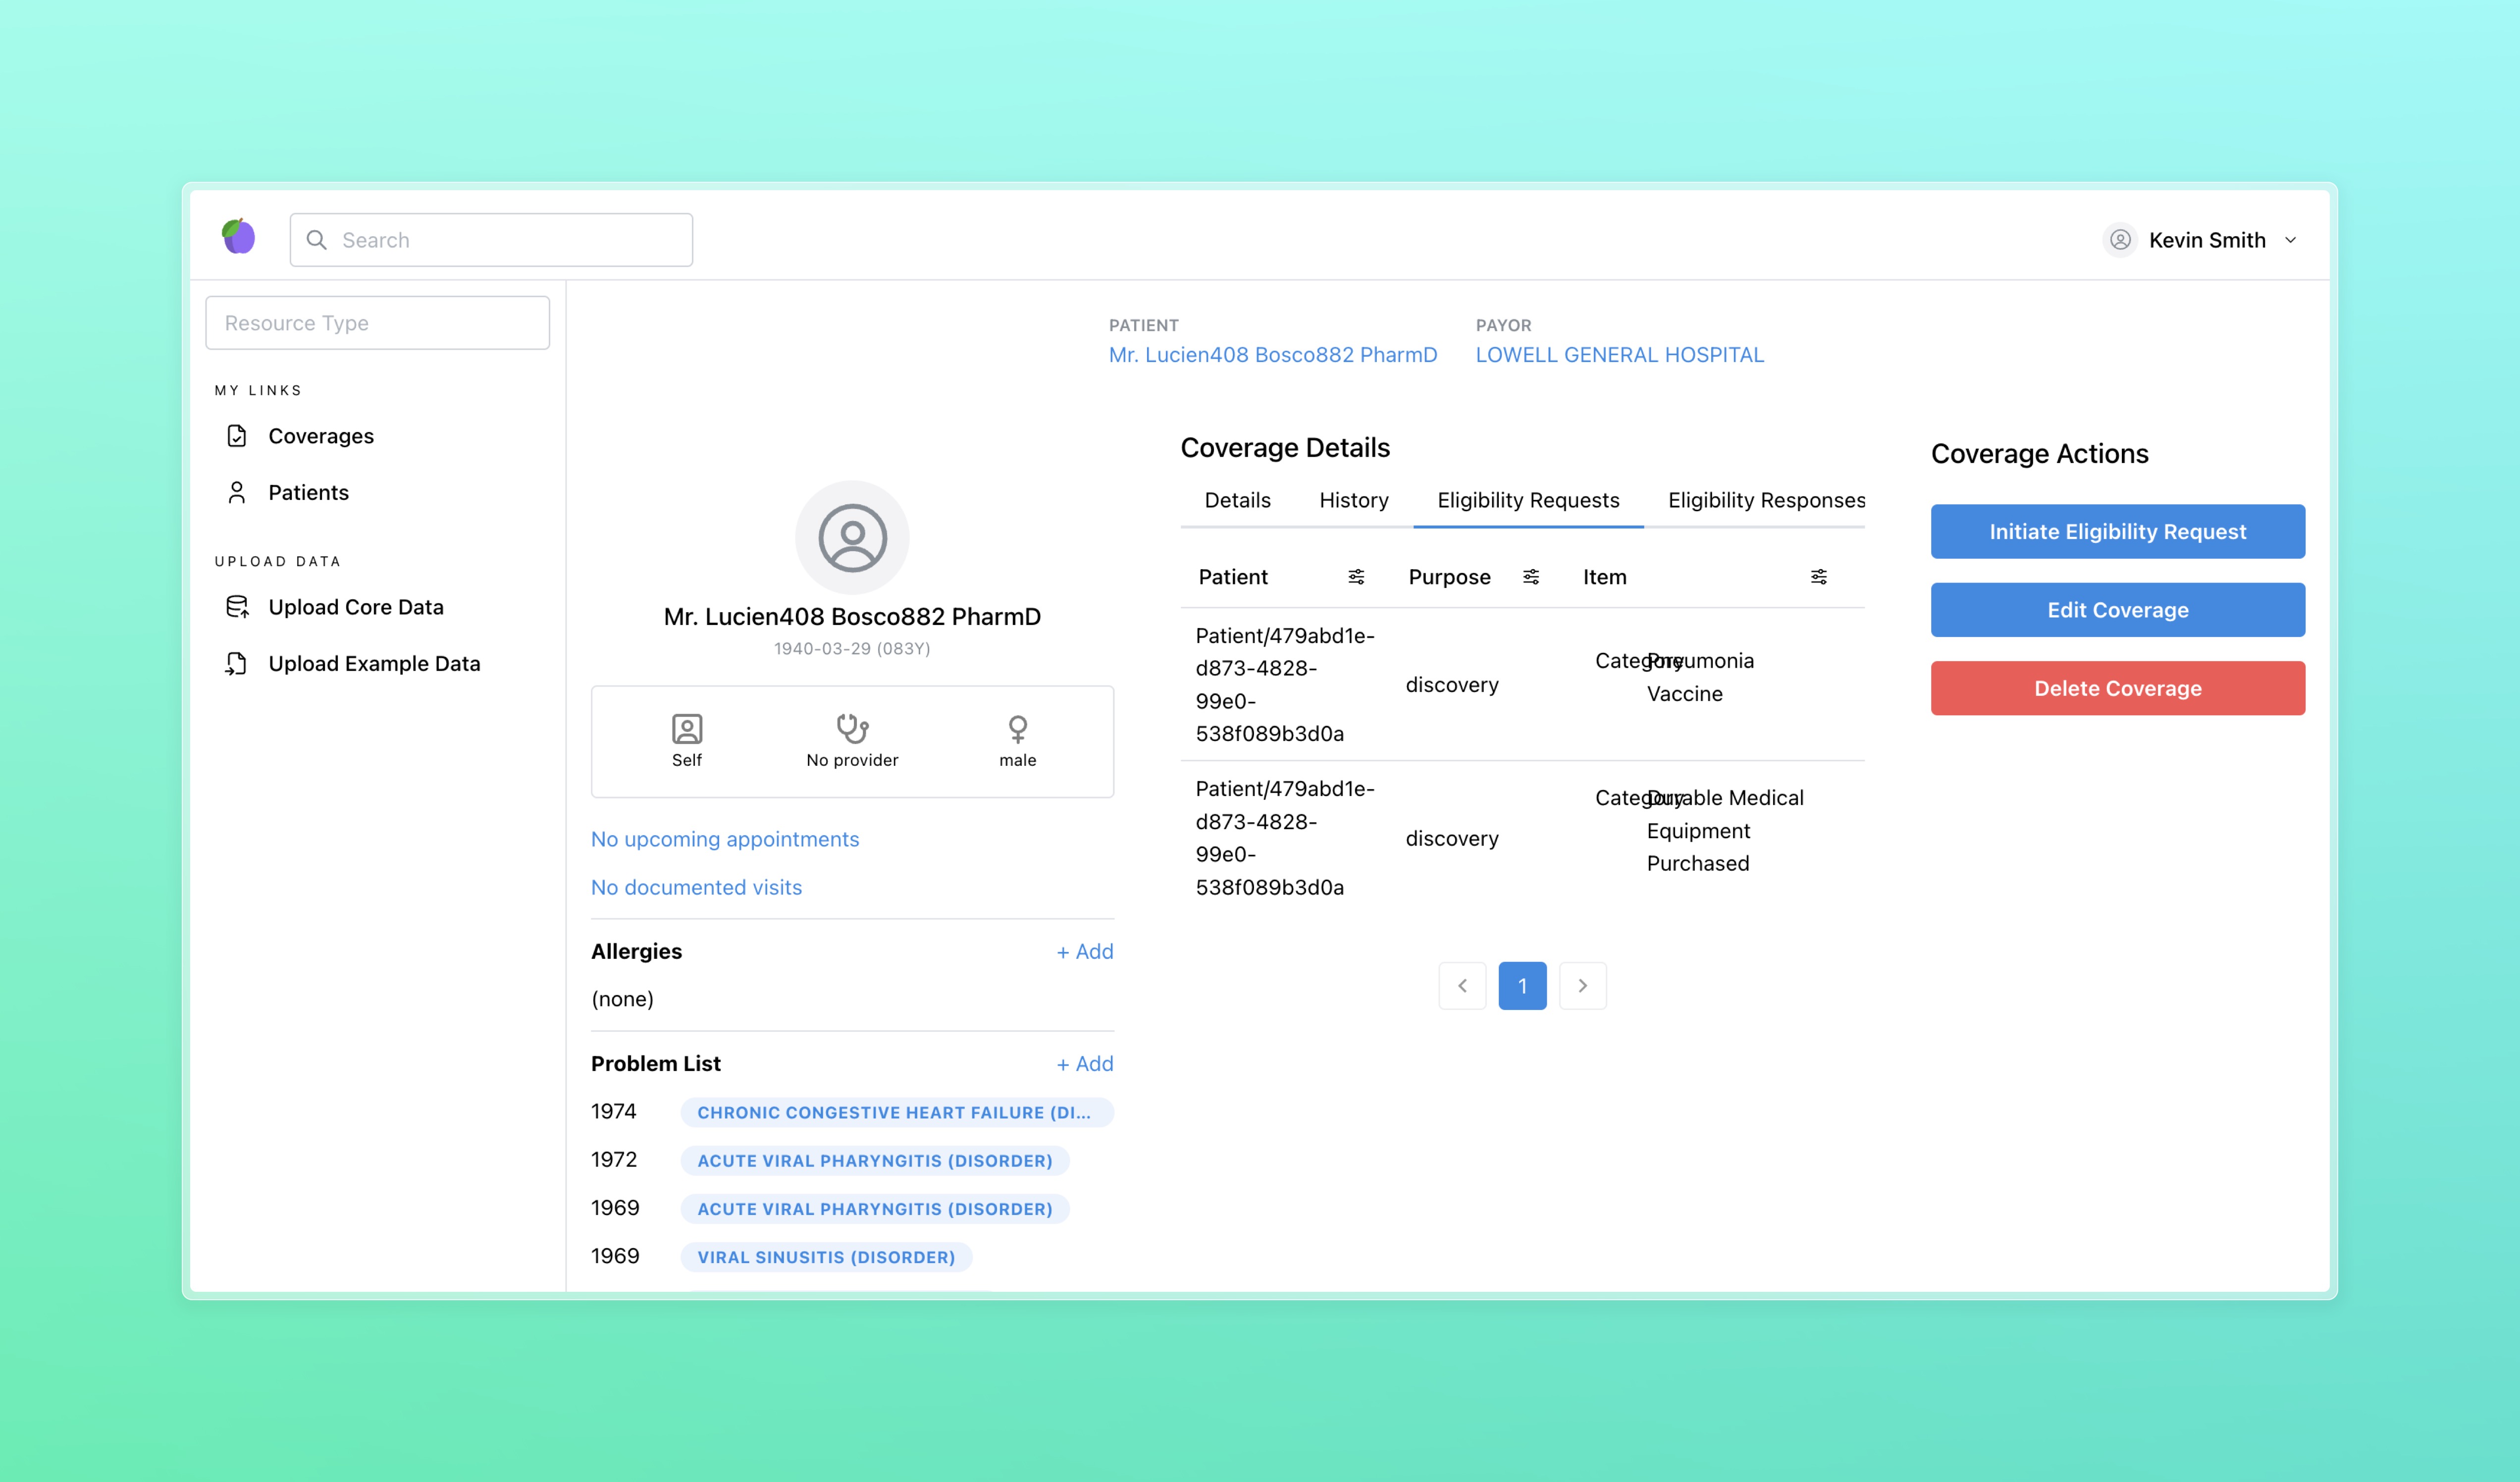 Search
Kevin Smith
Resource Type
MY LINKS
Coverages
Patients
UPLOAD DATA
Upload Core Data
Upload Example Data
PATIENT
Mr. Lucien408 Bosco882 PharmD
PAYOR
LOWELL GENERAL HOSPITAL
Mr. Lucien408 Bosco882 PharmD
1940-03-29 (083Y)
Self
No provider
male
No upcoming appointments
No documented visits
Allergies
+ Add
(none)
Problem List
+ Add
1974 CHRONIC CONGESTIVE HEART FAILURE (DI...
1972 ACUTE VIRAL PHARYNGITIS (DISORDER)
1969 ACUTE VIRAL PHARYNGITIS (DISORDER)
1969 VIRAL SINUSITIS (DISORDER)
Coverage Details
Details History Eligibility Requests Eligibility Responses
Patient Purpose Item
Patient/479abd1e-
d873-4828-
99e0-
538f089b3d0a
discovery
Category Pneumonia
Vaccine
Patient/479abd1e-
d873-4828-
99e0-
538f089b3d0a
discovery
Category Durable Medical
Equipment
Purchased
1
Coverage Actions
Initiate Eligibility Request
Edit Coverage
Delete Coverage